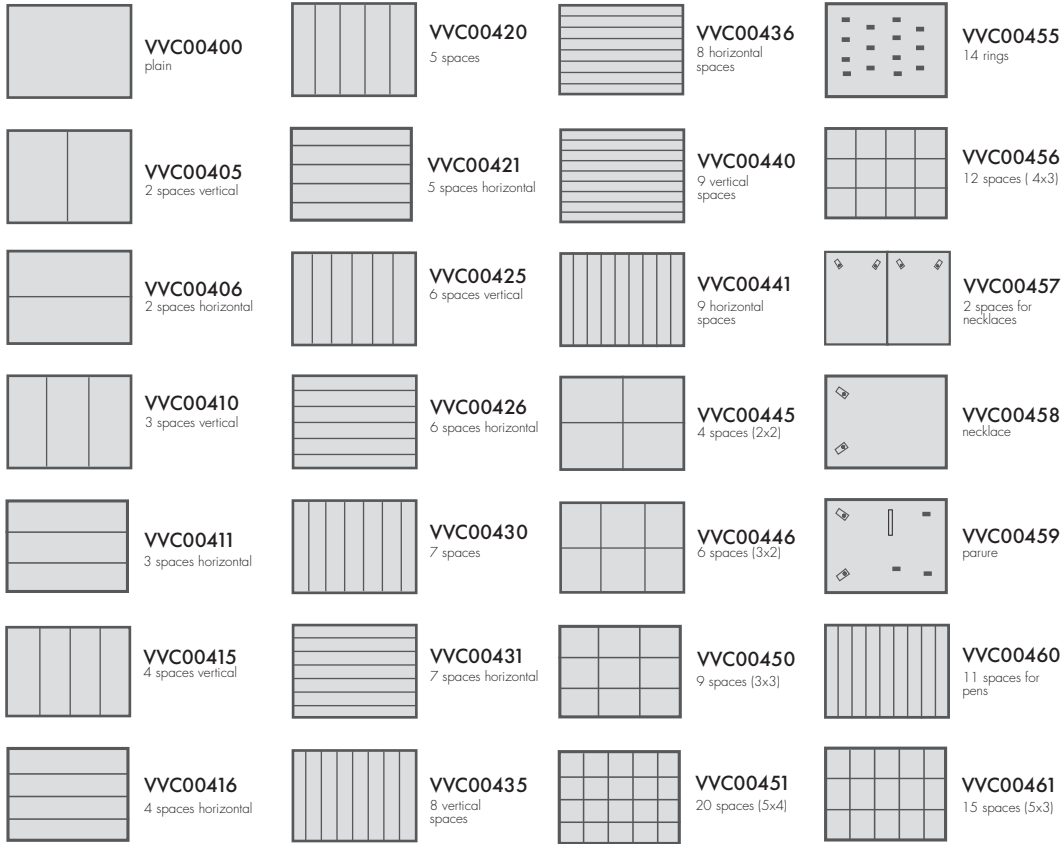 VVC00400
plain
VVC00405
2 spaces vertical
VVC00406
2 spaces horizontal
VVC00410
3 spaces vertical
VVC00411
3 spaces horizontal
VVC00415
4 spaces vertical
VVC00416
4 spaces horizontal
VVC00420
5 spaces
VVC00421
5 spaces horizontal
VVC00425
6 spaces vertical
VVC00426
6 spaces horizontal
VVC00430
7 spaces
VVC00431
7 spaces horizontal
VVC00435
8 vertical
spaces
VVC00436
8 horizontal
spaces
VVC00440
9 vertical
spaces
VVC00441
9 horizontal
spaces
VVC00445
4 spaces (2x2)
VVC00446
6 spaces (3x2)
VVC00450
9 spaces (3x3)
VVC00451
20 spaces (5x4)
VVC00455
14 rings
VVC00456
12 spaces ( 4x3)
VVC00457
2 spaces for
necklaces
VVC00458
necklace
VVC00459
parure
VVC00460
11 spaces for
pens
VVC00461
15 spaces (5x3)